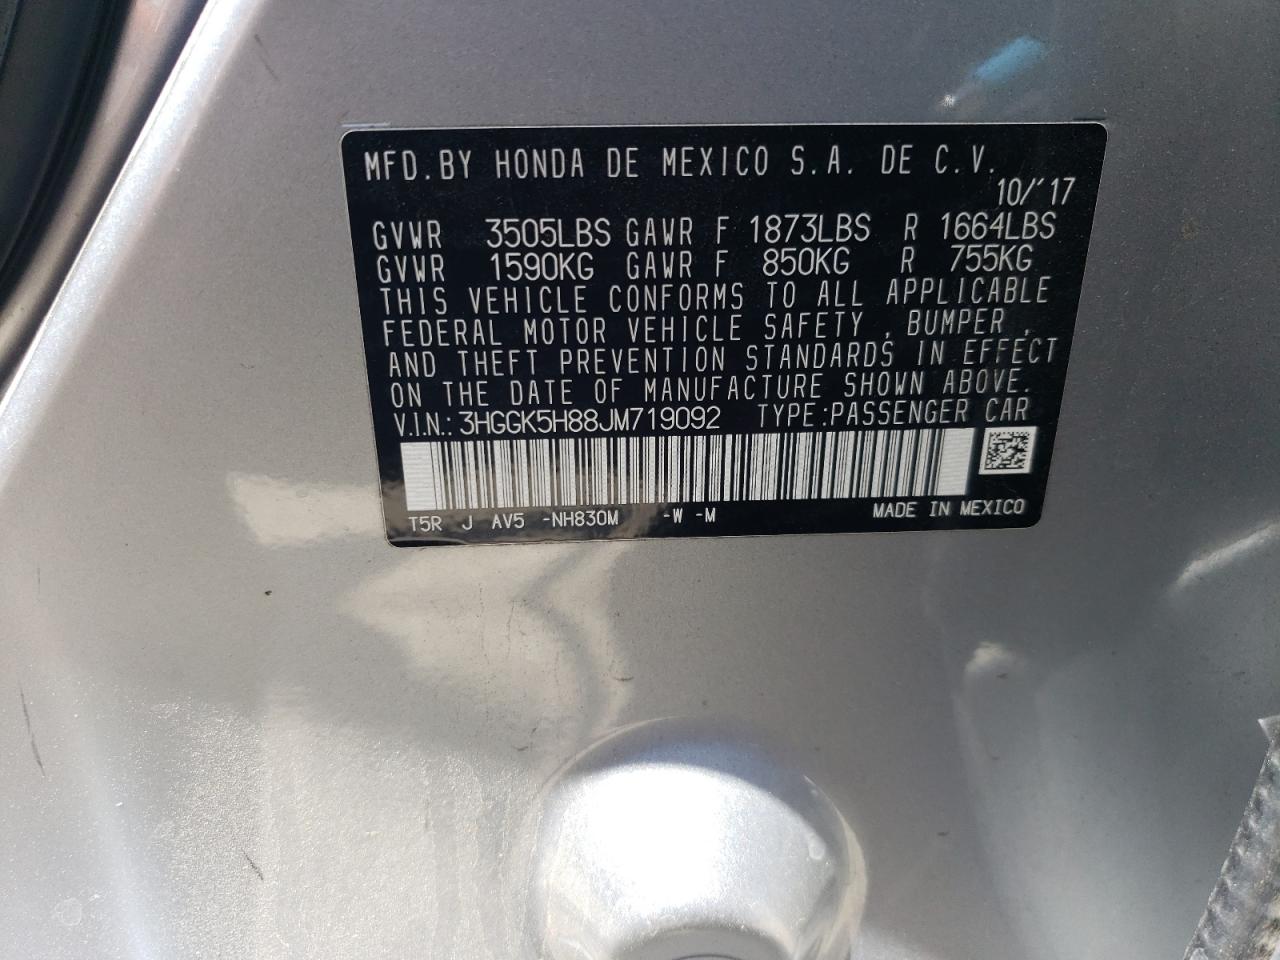 MFD. BY HONDA DE MEXICO S.A. DE C.V.
10/'17
GVWR 3505LBS GAWR F 1873LBS R 1664LBS
GVWR 1590KG GAWR F 850KG R 755KG
THIS VEHICLE CONFORMS TO ALL APPLICABLE
FEDERAL MOTOR VEHICLE SAFETY , BUMPER ,
AND THEFT PREVENTION STANDARDS IN EFFECT
ON THE DATE OF MANUFACTURE SHOWN ABOVE.
V.I.N.: 3HGGK5H88JM719092 TYPE:PASSENGER CAR
T5R J AV5 -NH830M -W -M MADE IN MEXICO